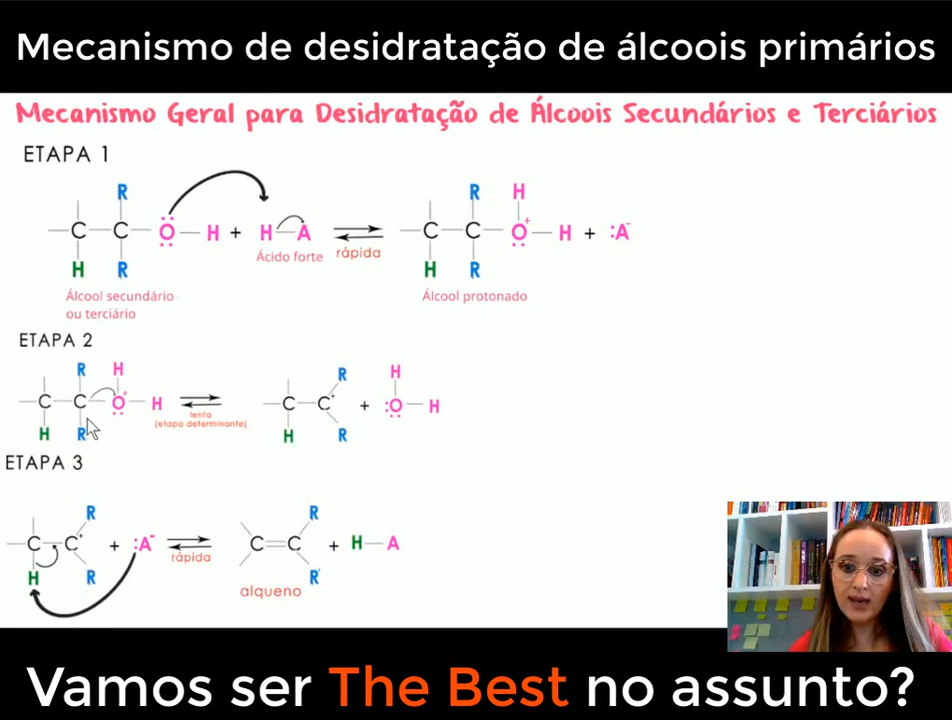 Mecanismo de desidratação de álcoois primários
Mecanismo Geral para Desidratação de Álcoois Secundários e Terciários
ETAPA 1
R R H
C C Ö H + H A C C O+ H + :A-
H R Ácido forte rápida H R
Álcool secundário
ou terciário
Álcool protonado
ETAPA 2
R H R H
C C O+ H C C+ + :O H
lenta
(etapa determinante)
H R H R
ETAPA 3
R R
C C+ + :A- C C + H A
rápida
H R R'
alqueno
Vamos ser The Best no assunto?